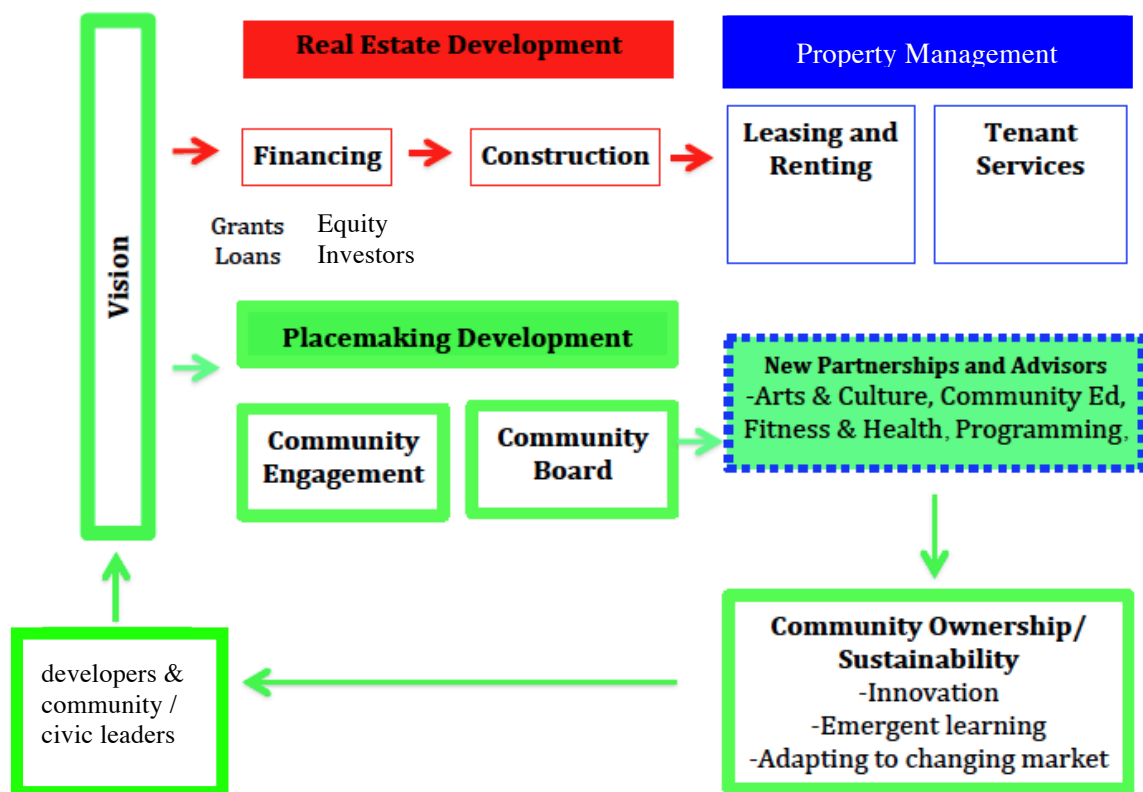 Real Estate Development
Property Management
Vision
Financing
Construction
Leasing and
Renting
Tenant
Services
Grants
Loans
Equity
Investors
Placemaking Development
Community
Engagement
Community
Board
New Partnerships and Advisors
-Arts & Culture, Community Ed,
Fitness & Health, Programming,
developers &
community /
civic leaders
Community Ownership/
Sustainability
-Innovation
-Emergent learning
-Adapting to changing market